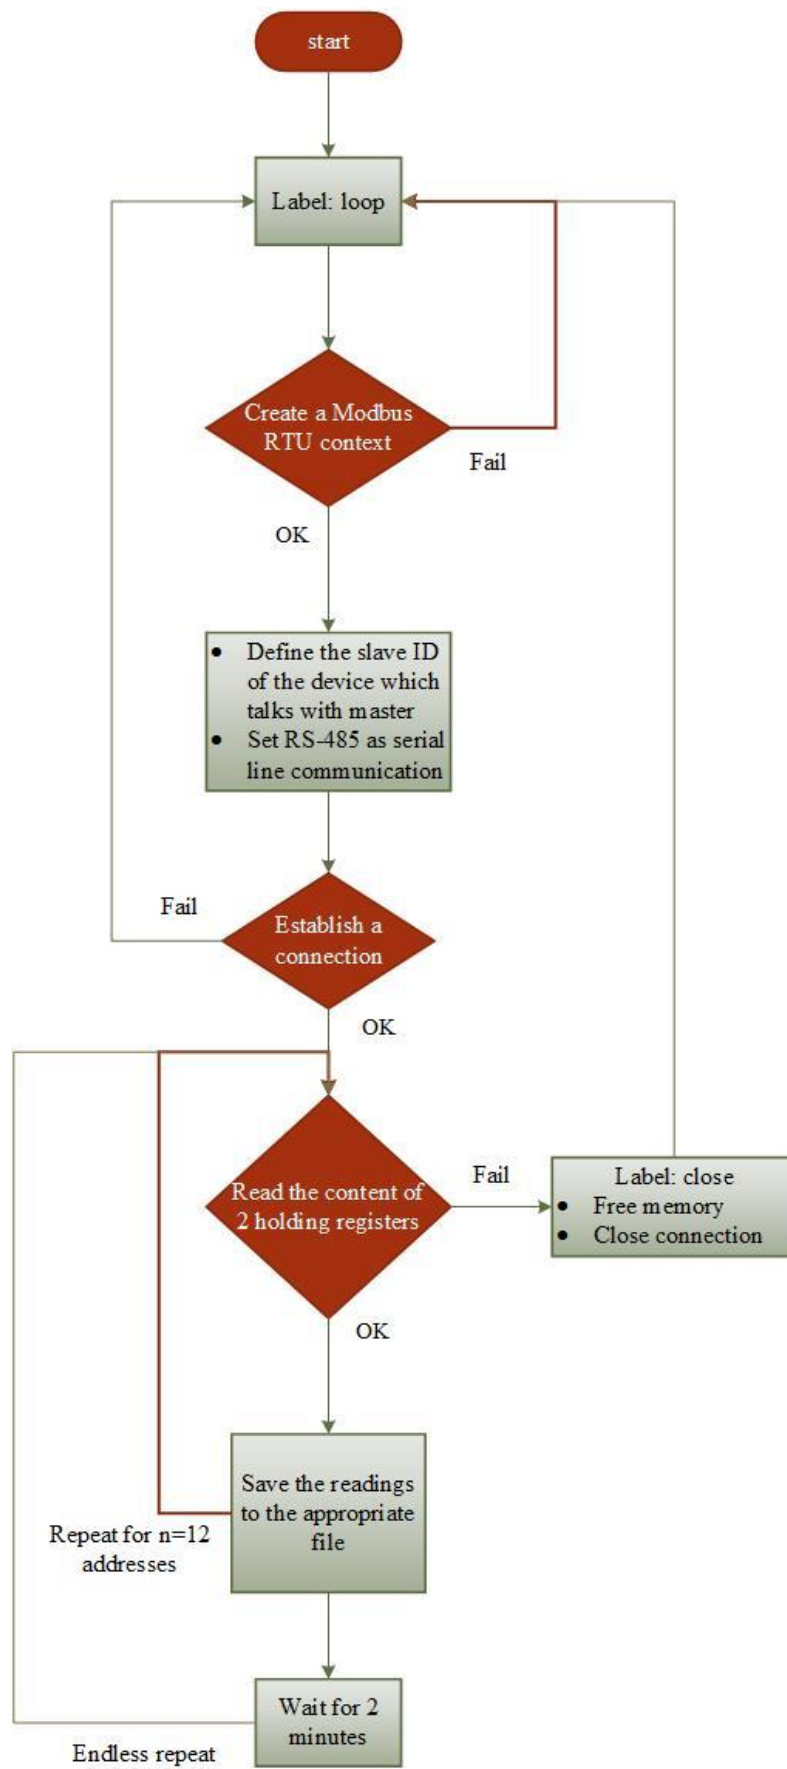 start
Label: loop
Create a Modbus
RTU context
Fail
OK
• Define the slave ID
of the device which
talks with master
• Set RS-485 as serial
line communication
Fail
Establish a
connection
OK
Read the content of
2 holding registers
Fail
Label: close
• Free memory
• Close connection
OK
Save the readings
to the appropriate
file
Repeat for n=12
addresses
Wait for 2
minutes
Endless repeat